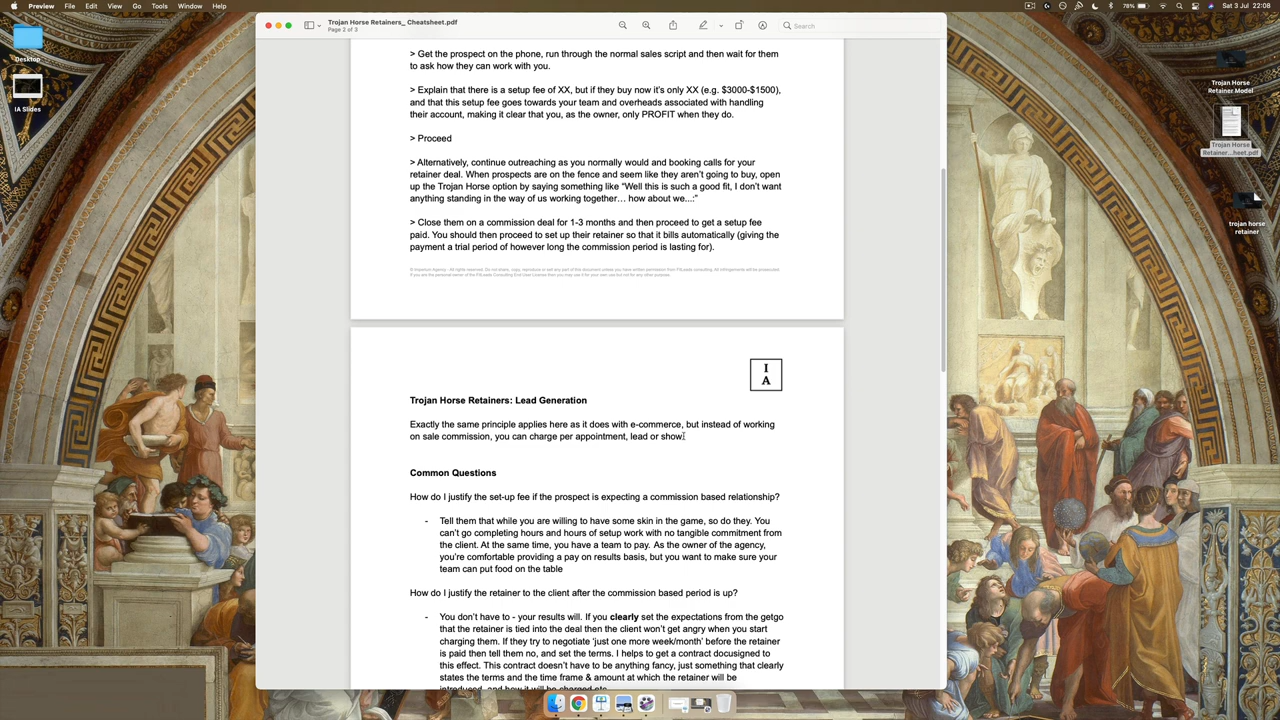 Preview File Edit View Go Tools Window Help
78% Sat 3 Jul 22:08
Trojan Horse Retainers_ Cheatsheet.pdf
Page 2 of 3
Search
Desktop
IA Slides
Trojan Horse
Retainer Model
Trojan Horse
Retainer...heet.pdf
trojan horse
retainer
> Get the prospect on the phone, run through the normal sales script and then wait for them
to ask how they can work with you.
> Explain that there is a setup fee of XX, but if they buy now it's only XX (e.g. $3000-$1500),
and that this setup fee goes towards your team and overheads associated with handling
their account, making it clear that you, as the owner, only PROFIT when they do.
> Proceed
> Alternatively, continue outreaching as you normally would and booking calls for your
retainer deal. When prospects are on the fence and seem like they aren't going to buy, open
up the Trojan Horse option by saying something like “Well this is such a good fit, I don't want
anything standing in the way of us working together… how about we...:”
> Close them on a commission deal for 1-3 months and then proceed to get a setup fee
paid. You should then proceed to set up their retainer so that it bills automatically (giving the
payment a trial period of however long the commission period is lasting for).
I
A
Trojan Horse Retainers: Lead Generation
Exactly the same principle applies here as it does with e-commerce, but instead of working
on sale commission, you can charge per appointment, lead or show.
Common Questions
How do I justify the set-up fee if the prospect is expecting a commission based relationship?
- Tell them that while you are willing to have some skin in the game, so do they. You
can't go completing hours and hours of setup work with no tangible commitment from
the client. At the same time, you have a team to pay. As the owner of the agency,
you're comfortable providing a pay on results basis, but you want to make sure your
team can put food on the table
How do I justify the retainer to the client after the commission based period is up?
- You don't have to - your results will. If you clearly set the expectations from the getgo
that the retainer is tied into the deal then the client won't get angry when you start
charging them. If they try to negotiate ‘just one more week/month’ before the retainer
is paid then tell them no, and set the terms. I helps to get a contract docusigned to
this effect. This contract doesn't have to be anything fancy, just something that clearly
states the terms and the time frame & amount at which the retainer will be
introduced, and how it will be charged etc.